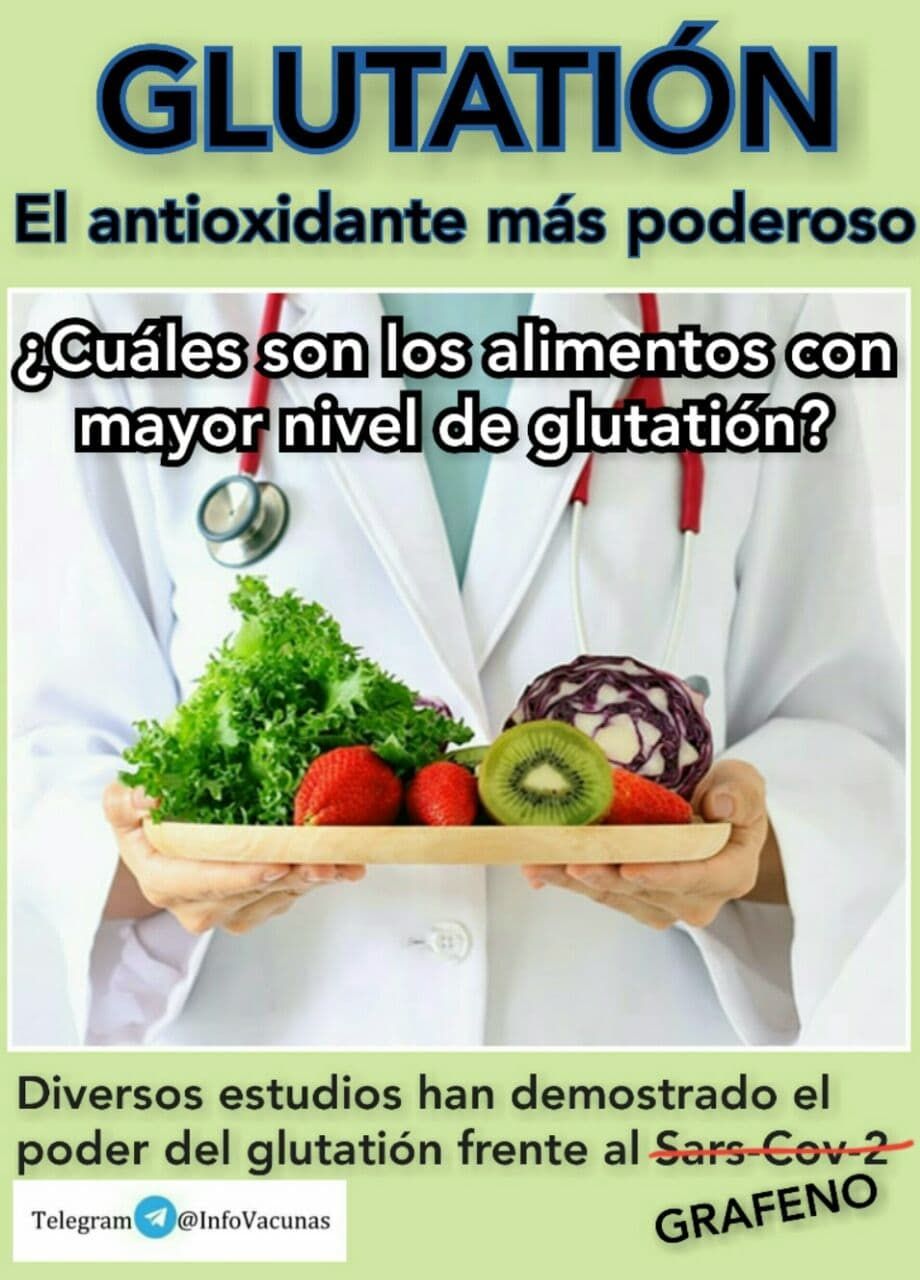 GLUTATIÓN
El antioxidante más poderoso
¿Cuáles son los alimentos con
mayor nivel de glutatión?
Diversos estudios han demostrado el
poder del glutatión frente al Sars-Cov-2
GRAFENO
Telegram @InfoVacunas